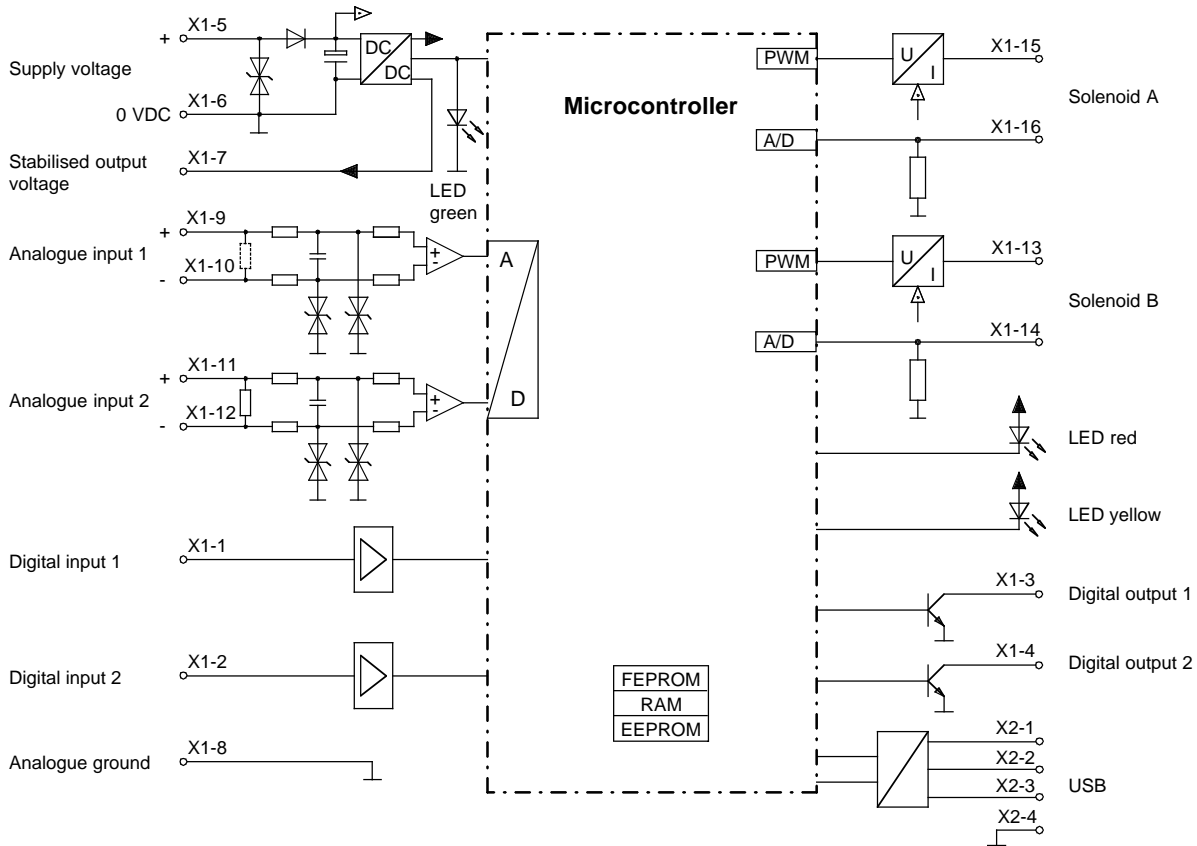 + X1-5
Supply voltage
X1-6
0 VDC
DC
DC
Stabilised output
voltage
X1-7
LED
green
Analogue input 1
+ X1-9
- X1-10
+
-
Analogue input 2
+ X1-11
- X1-12
+
-
A
D
Digital input 1
X1-1
Digital input 2
X1-2
Analogue ground
X1-8
Microcontroller
FEPROM
RAM
EEPROM
PWM
U
I
X1-15
Solenoid A
A/D
X1-16
PWM
U
I
X1-13
Solenoid B
A/D
X1-14
LED red
LED yellow
X1-3
Digital output 1
X1-4
Digital output 2
X2-1
X2-2
X2-3
USB
X2-4